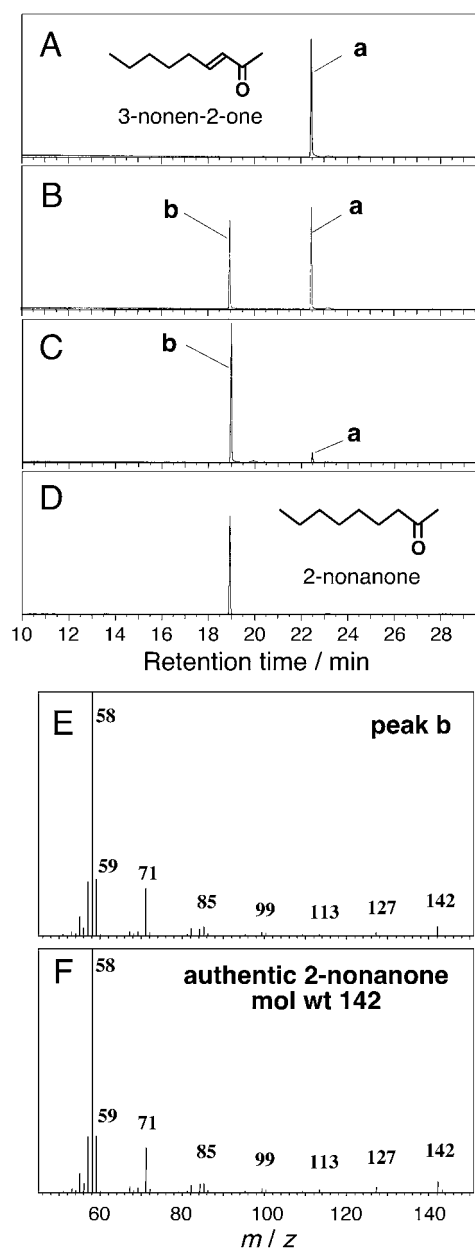 A
a
O
3-nonen-2-one
B
b
a
C
b
a
D
O
2-nonanone
10 12 14 16 18 20 22 24 26 28
Retention time / min
E
58
peak b
59
71
85
99
113
127
142
F
58
authentic 2-nonanone
mol wt 142
59
71
85
99
113
127
142
60 80 100 120 140
m / z